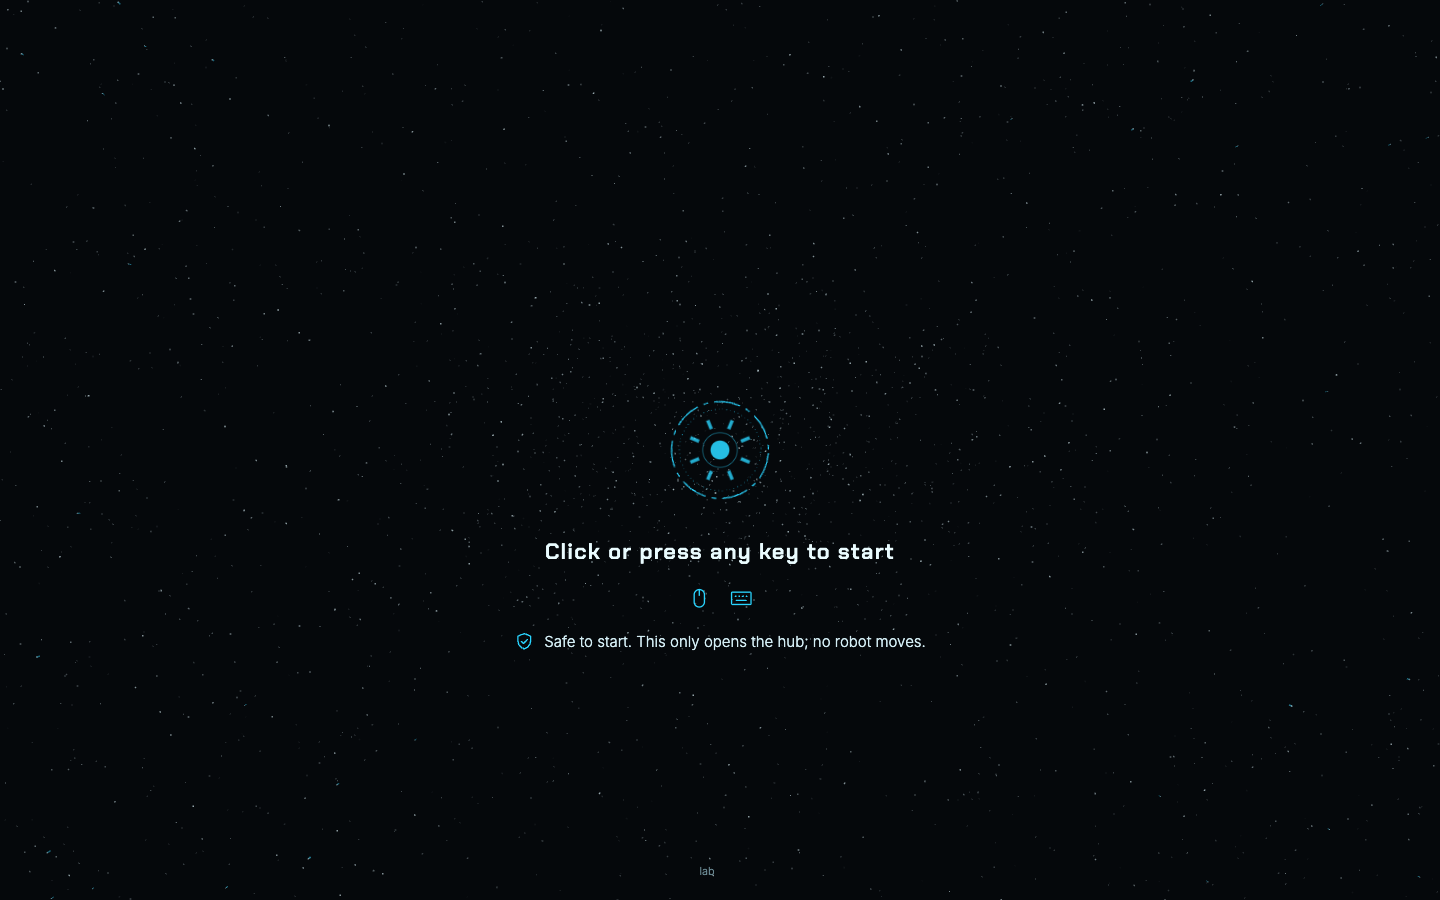 Click or press any key to start
Safe to start. This only opens the hub; no robot moves.
lab